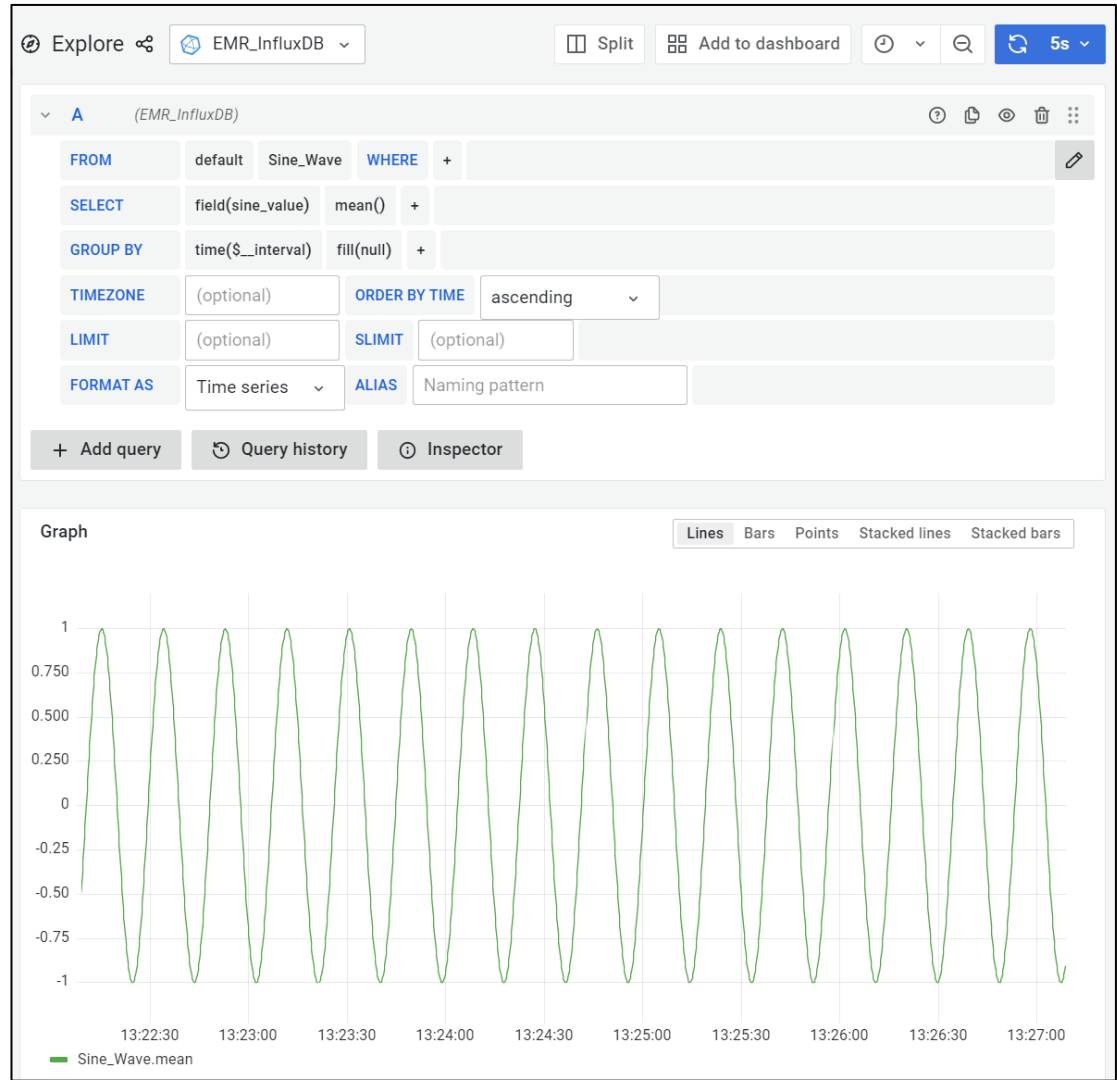 Explore EMR_InfluxDB Split Add to dashboard 5s
A (EMR_InfluxDB)
FROM default Sine_Wave WHERE +
SELECT field(sine_value) mean() +
GROUP BY time($__interval) fill(null) +
TIMEZONE (optional) ORDER BY TIME ascending
LIMIT (optional) SLIMIT (optional)
FORMAT AS Time series ALIAS Naming pattern
+ Add query Query history Inspector
Graph Lines Bars Points Stacked lines Stacked bars
1
0.750
0.500
0.250
0
-0.25
-0.50
-0.75
-1
13:22:30 13:23:00 13:23:30 13:24:00 13:24:30 13:25:00 13:25:30 13:26:00 13:26:30 13:27:00
Sine_Wave.mean